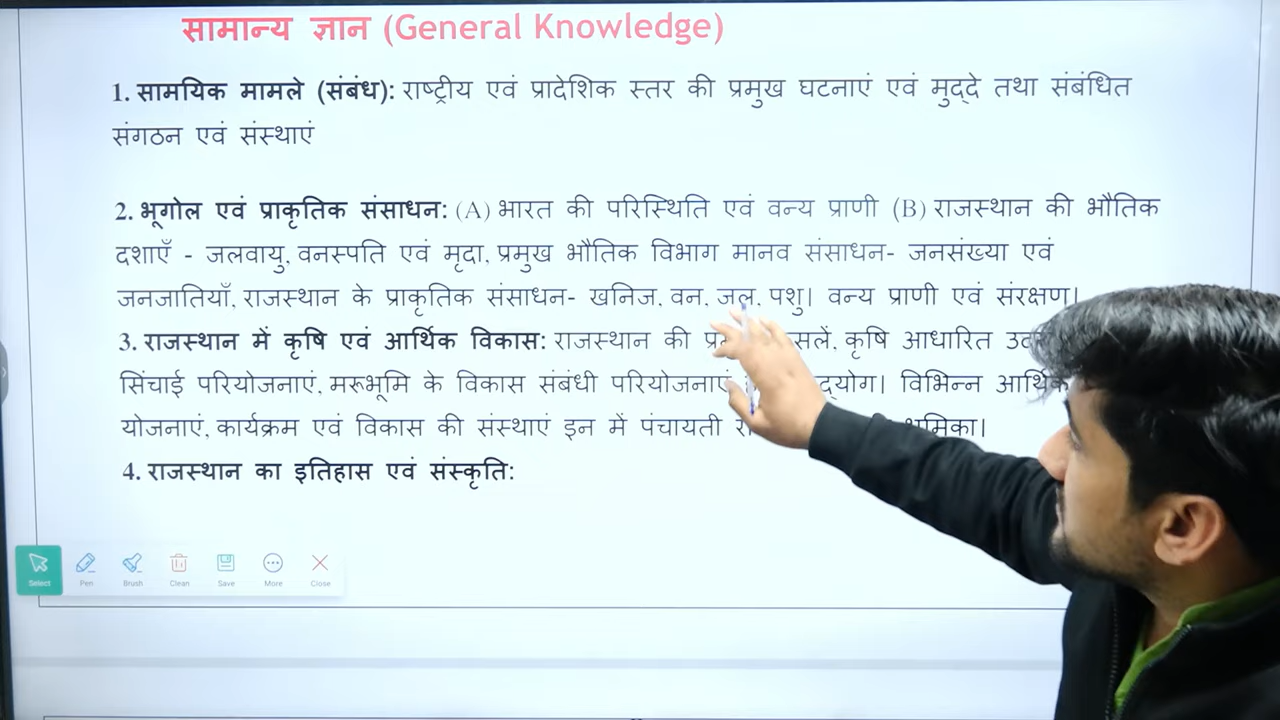 सामान्य ज्ञान (General Knowledge)
1. सामयिक मामले (संबंध): राष्ट्रीय एवं प्रादेशिक स्तर की प्रमुख घटनाएं एवं मुद्दे तथा संबंधित
संगठन एवं संस्थाएं
2. भूगोल एवं प्राकृतिक संसाधन: (A) भारत की परिस्थिति एवं वन्य प्राणी (B) राजस्थान की भौतिक
दशाएँ - जलवायु, वनस्पति एवं मृदा, प्रमुख भौतिक विभाग मानव संसाधन- जनसंख्या एवं
जनजातियाँ, राजस्थान के प्राकृतिक संसाधन- खनिज, वन, जल, पशु। वन्य प्राणी एवं संरक्षण।
3. राजस्थान में कृषि एवं आर्थिक विकास: राजस्थान की कृषि आधारित
सिंचाई परियोजनाएं, मरूभूमि के विकास संबंधी परियोजनाएं विभिन्न आर्थिक
योजनाएं, कार्यक्रम एवं विकास की संस्थाएं इन में पंचायती
4. राजस्थान का इतिहास एवं संस्कृति:
Select Pen Brush Clean Save More Close